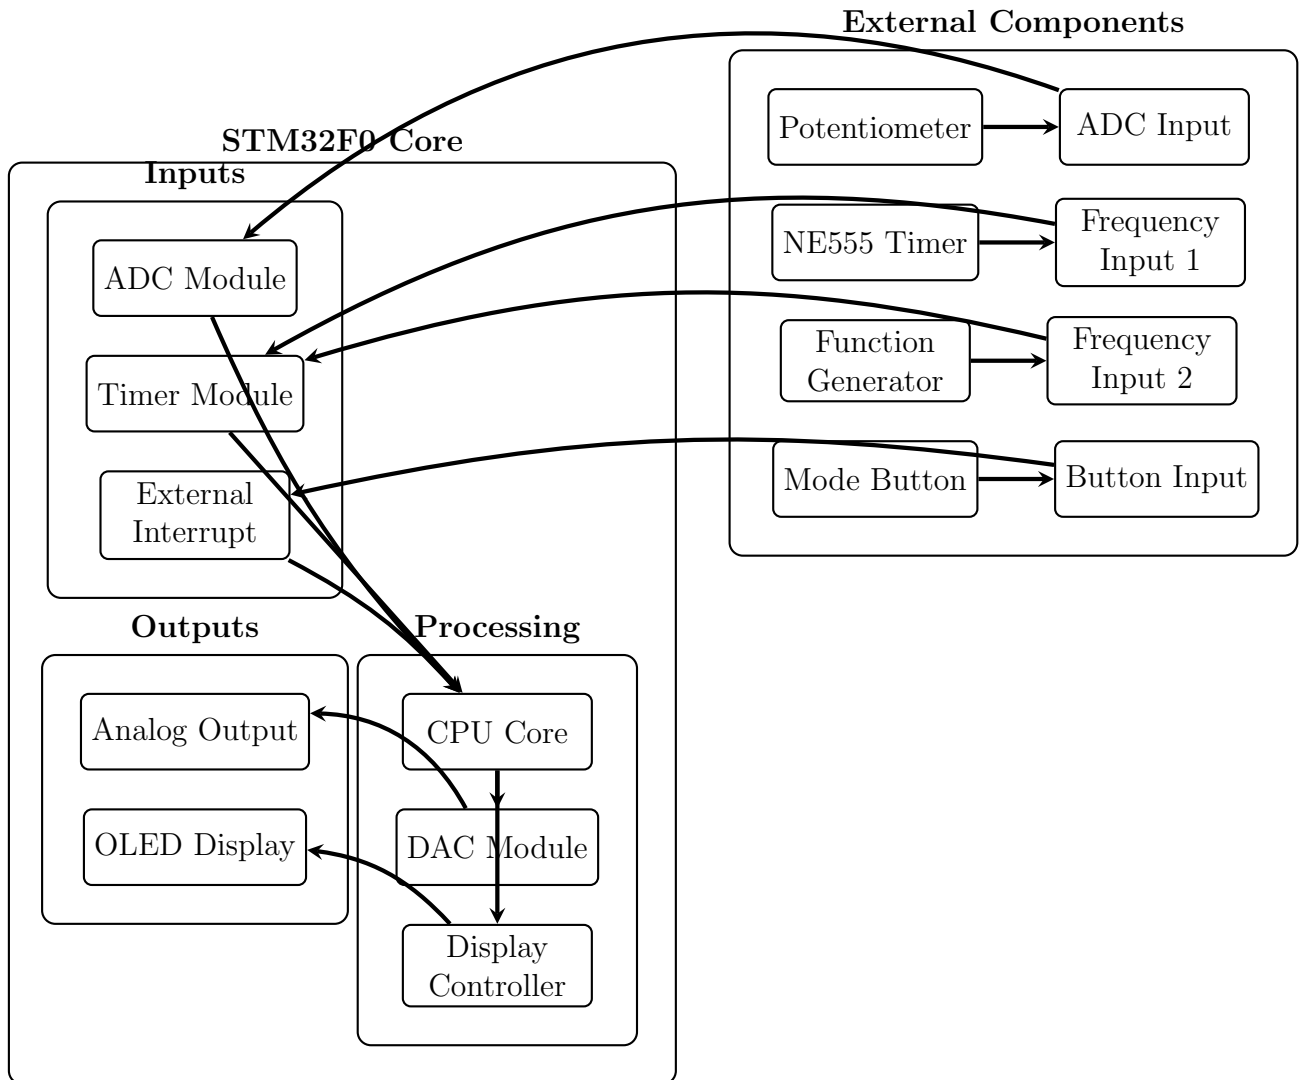 External Components
Potentiometer
ADC Input
NE555 Timer
Frequency
Input 1
Function
Generator
Frequency
Input 2
Mode Button
Button Input
STM32F0 Core
Inputs
ADC Module
Timer Module
External
Interrupt
Outputs
Analog Output
OLED Display
Processing
CPU Core
DAC Module
Display
Controller